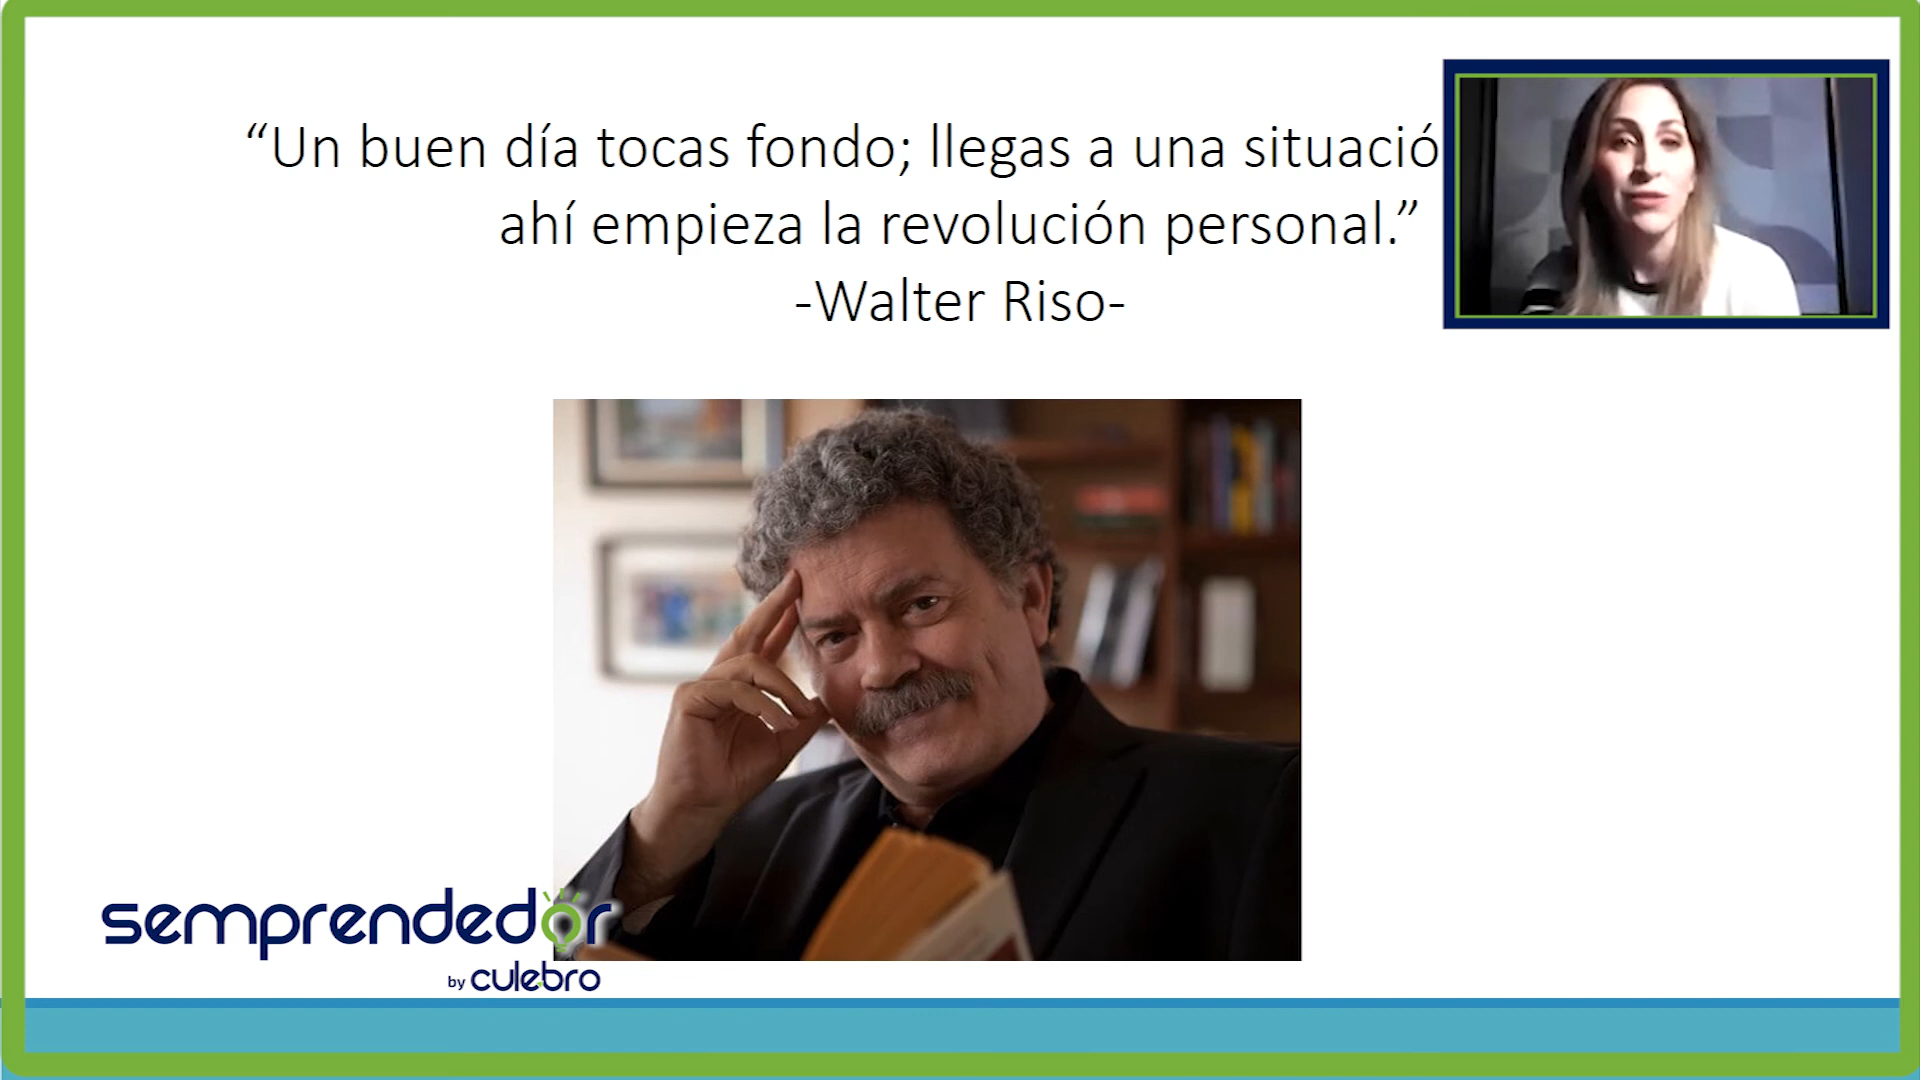 “Un buen día tocas fondo; llegas a una situació
ahí empieza la revolución personal.”
-Walter Riso-
semprendedor
by culebro